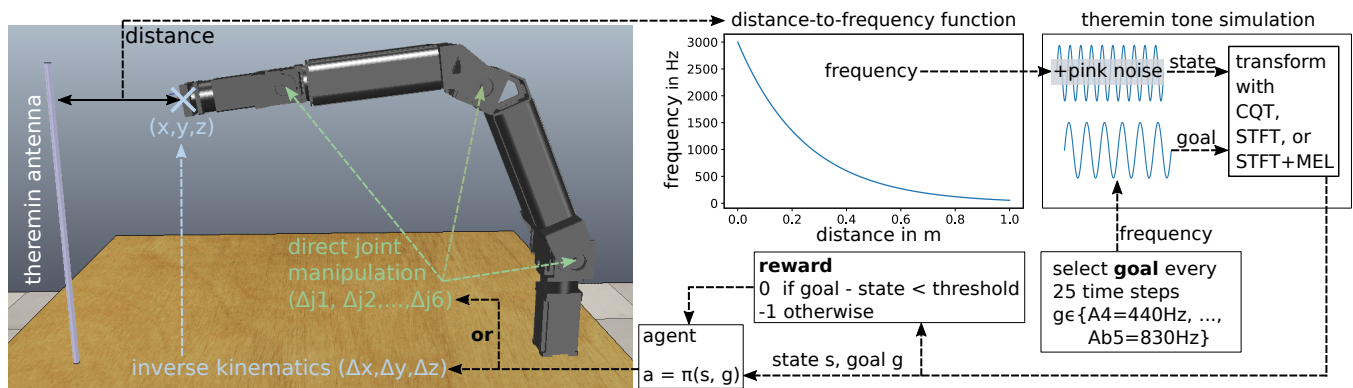 distance
theremin antenna
(x,y,z)
direct joint
manipulation
(Δj1, Δj2,...,Δj6)
or
inverse kinematics (Δx,Δy,Δz)
distance-to-frequency function
frequency in Hz
3000
2500
2000
1500
1000
500
0
frequency
0.0 0.2 0.4 0.6 0.8 1.0
distance in m
theremin tone simulation
+pink noise
state
goal
transform
with
CQT,
STFT, or
STFT+MEL
frequency
select goal every
25 time steps
gϵ{A4=440Hz, ...,
Ab5=830Hz}
reward
0 if goal - state < threshold
-1 otherwise
agent
a = π(s, g)
state s, goal g